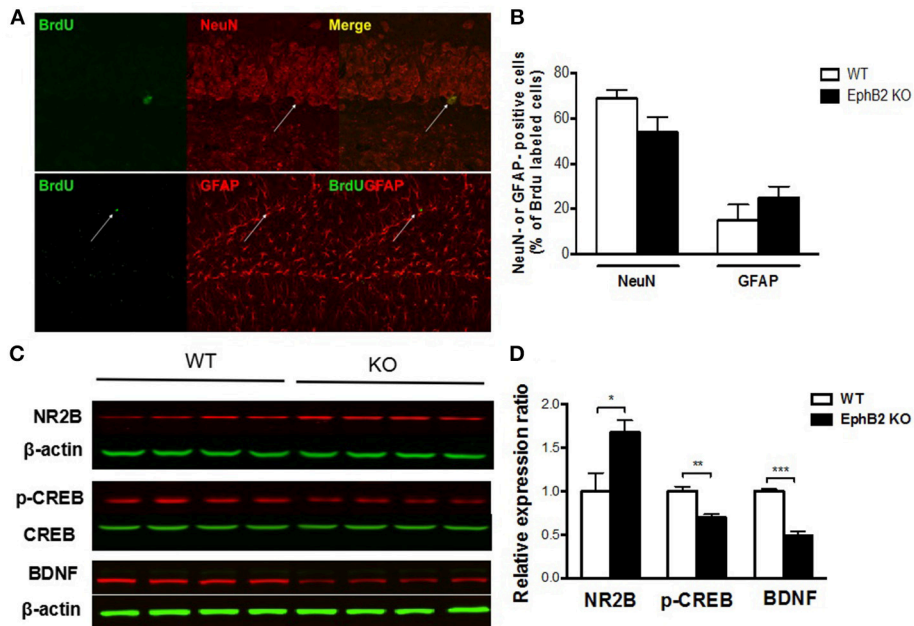 A
BrdU
NeuN
Merge
BrdU
GFAP
BrdUGFAP
B
NeuN- or GFAP- positive cells
(% of Brdu labeled cells)
80
60
40
20
0
NeuN
GFAP
WT
EphB2 KO
C
WT
KO
NR2B
β-actin
p-CREB
CREB
BDNF
β-actin
D
Relative expression ratio
2.0
1.5
1.0
0.5
0.0
*
**
***
NR2B
p-CREB
BDNF
WT
EphB2 KO